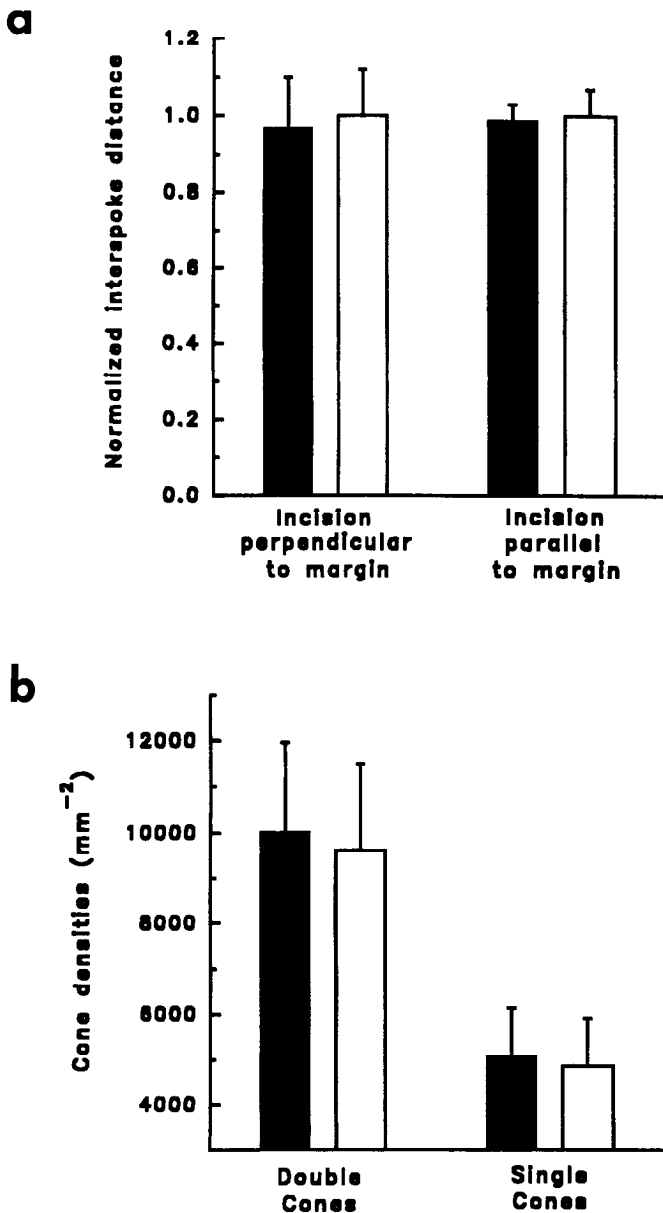 a
1.2
1.0
0.8
0.6
0.4
0.2
0.0
Normalized interspoke distance
Incision
perpendicular
to margin
Incision
parallel
to margin
b
12000
10000
8000
6000
4000
Cone densities (mm⁻²)
Double
Cones
Single
Cones